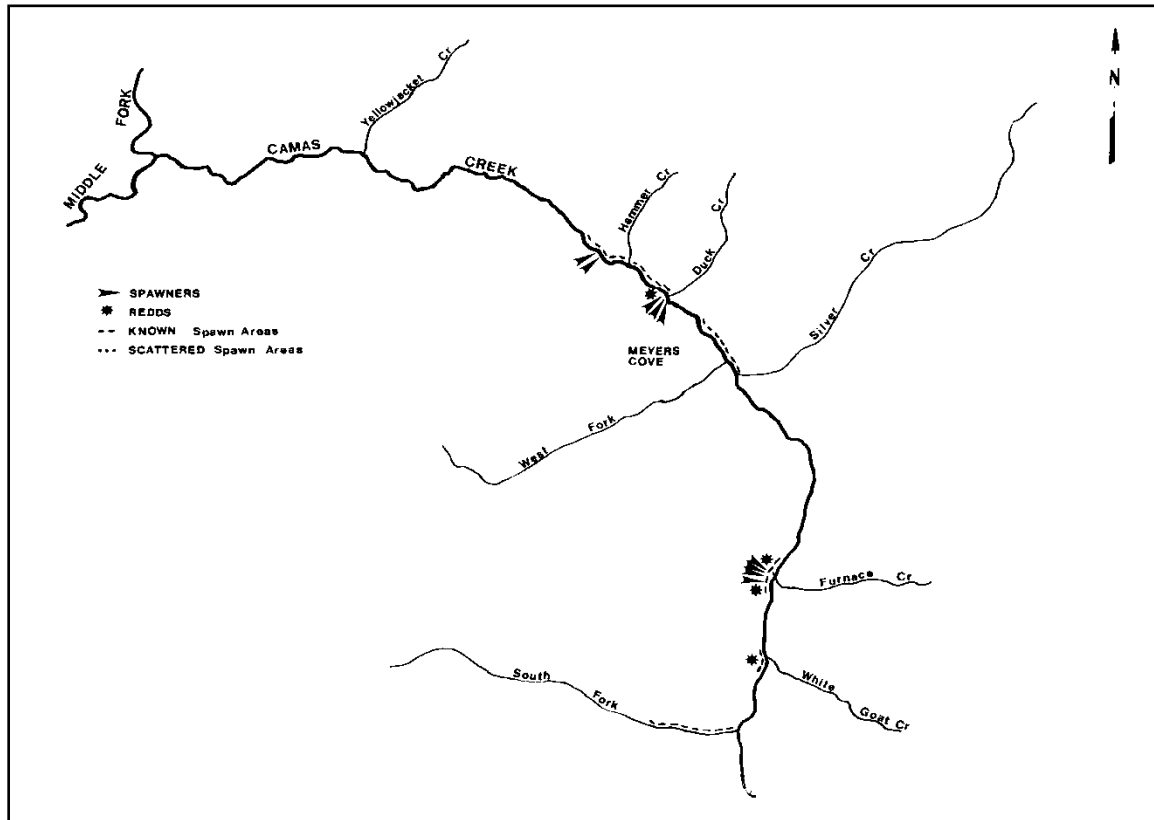 MIDDLE FORK
CAMAS CREEK
Yellowjacket Cr
N
Hammer Cr
Duck Cr
Silver Cr
SPAWNERS
REDDS
KNOWN Spawn Areas
SCATTERED Spawn Areas
MEYERS
COVE
West Fork
Furnace Cr
South Fork
White Goat Cr